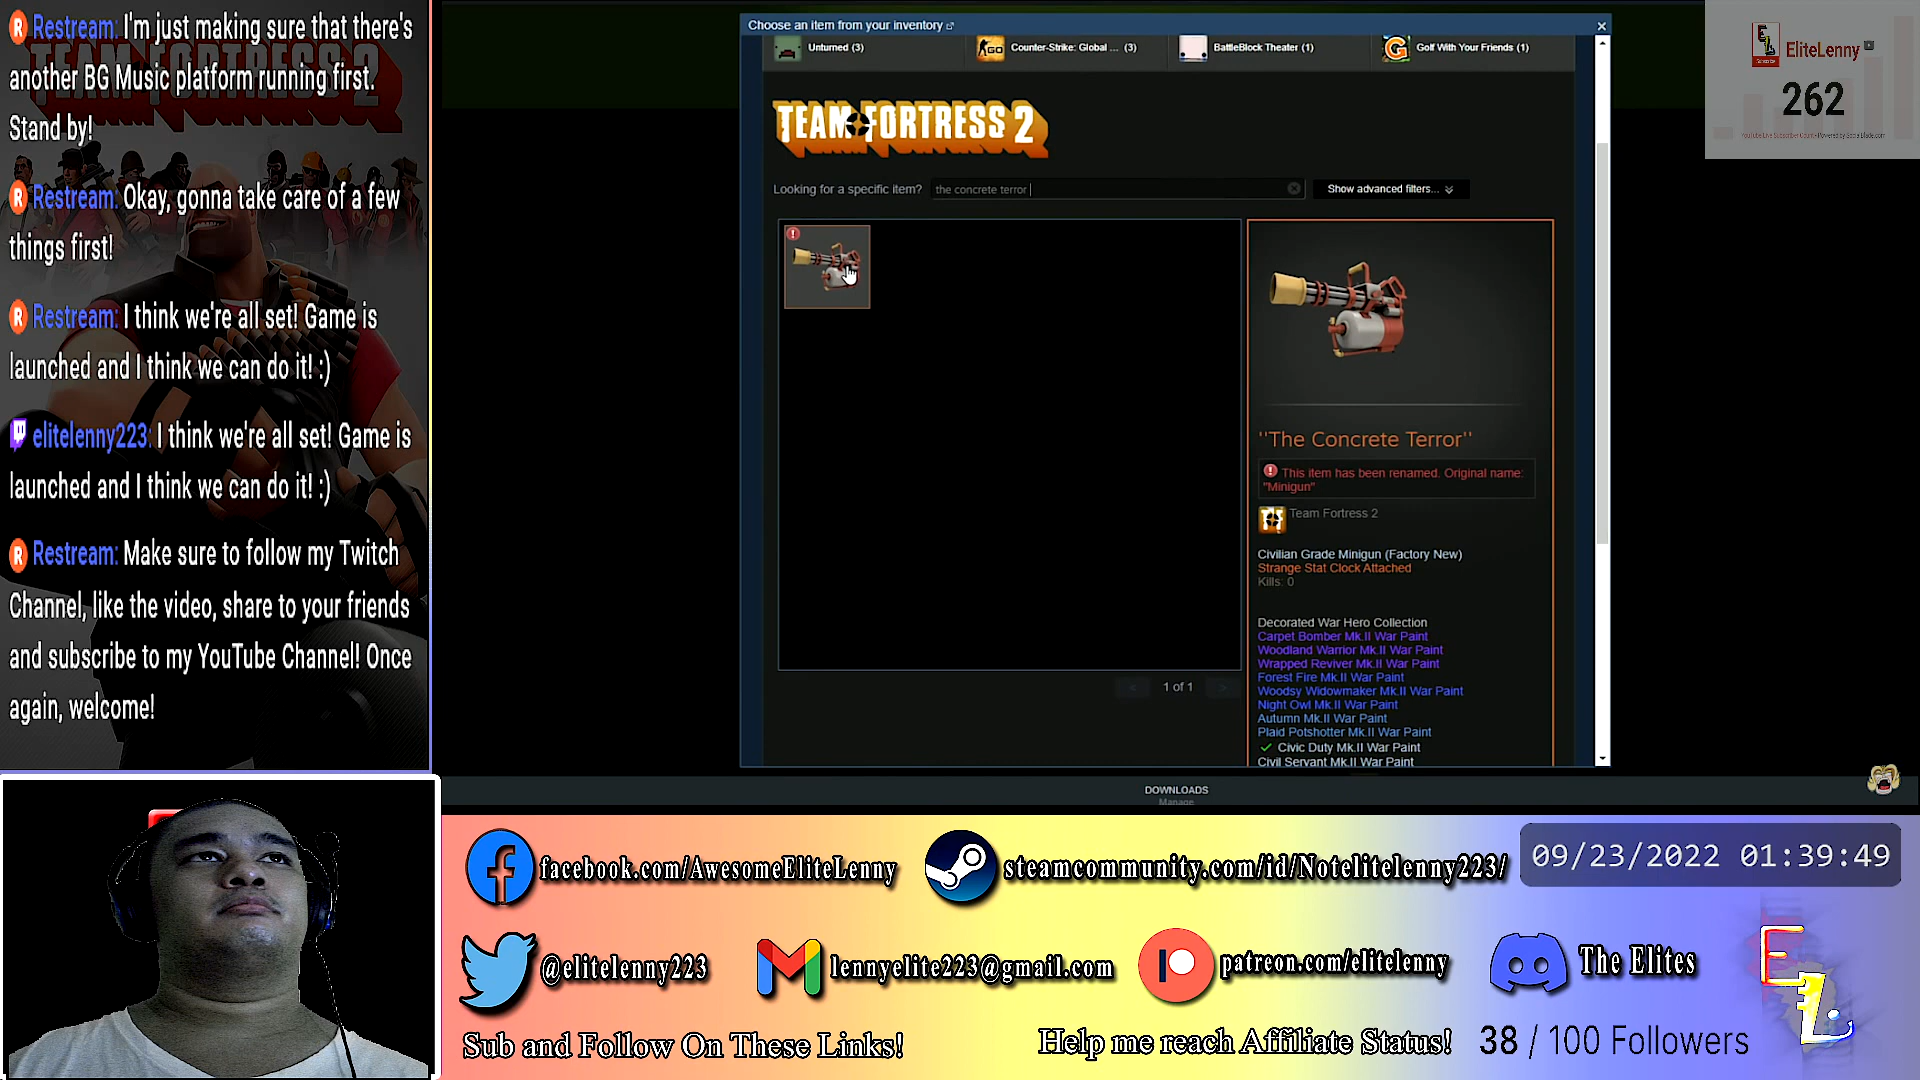 Restream: I'm just making sure that there's
another BG Music platform running first.
Stand by!
Restream: Okay, gonna take care of a few
things first!
Restream: I think we're all set! Game is
launched and I think we can do it! :)
elitelenny223: I think we're all set! Game is
launched and I think we can do it! :)
Restream: Make sure to follow my Twitch
Channel, like the video, share to your friends
and subscribe to my YouTube Channel! Once
again, welcome!
Choose an item from your inventory
Unturned (3)
Counter-Strike: Global ... (3)
BattleBlock Theater (1)
Golf With Your Friends (1)
TEAM FORTRESS 2
Looking for a specific item?
the concrete terror
Show advanced filters...
1 of 1
''The Concrete Terror''
This item has been renamed. Original name:
"Minigun"
Team Fortress 2
Civilian Grade Minigun (Factory New)
Strange Stat Clock Attached
Kills: 0
Decorated War Hero Collection
Carpet Bomber Mk.II War Paint
Woodland Warrior Mk.II War Paint
Wrapped Reviver Mk.II War Paint
Forest Fire Mk.II War Paint
Woodsy Widowmaker Mk.II War Paint
Night Owl Mk.II War Paint
Autumn Mk.II War Paint
Plaid Potshotter Mk.II War Paint
✓ Civic Duty Mk.II War Paint
Civil Servant Mk.II War Paint
DOWNLOADS
Manage
EliteLenny
262
YouTube Live Subscriber Count • Powered by SocialBlade.com
facebook.com/AwesomeEliteLenny
steamcommunity.com/id/Notelitelenny223/
09/23/2022 01:39:49
@elitelenny223
lennyelite223@gmail.com
patreon.com/elitelenny
The Elites
Sub and Follow On These Links!
Help me reach Affiliate Status!
38 / 100 Followers
EL